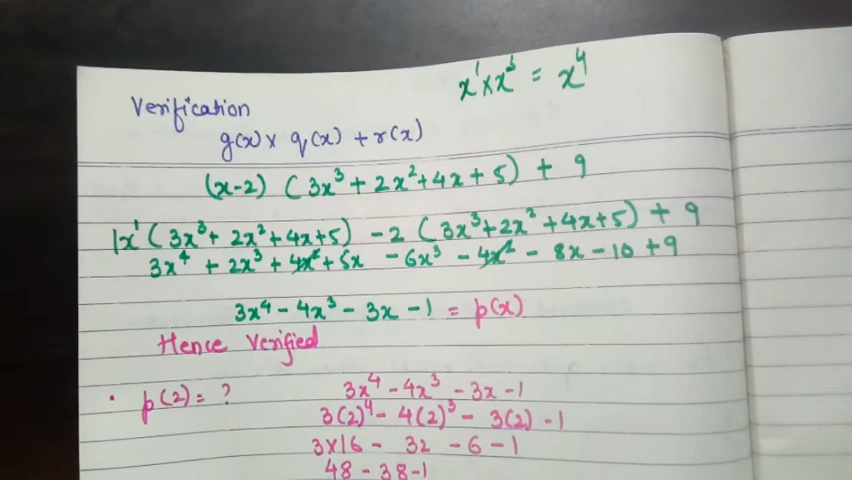 x¹ × x³ = x⁴
Verification
g(x) × q(x) + r(x)
(x-2) (3x³ + 2x² + 4x + 5) + 9
1x¹ (3x³ + 2x² + 4x + 5) - 2 (3x³ + 2x² + 4x + 5) + 9
3x⁴ + 2x³ + 4x² + 5x - 6x³ - 4x² - 8x - 10 + 9
3x⁴ - 4x³ - 3x - 1 = p(x)
Hence Verified
• p(2) = ? 3x⁴ - 4x³ - 3x - 1
3(2)⁴ - 4(2)³ - 3(2) - 1
3×16 - 32 - 6 - 1
48 - 38 - 1